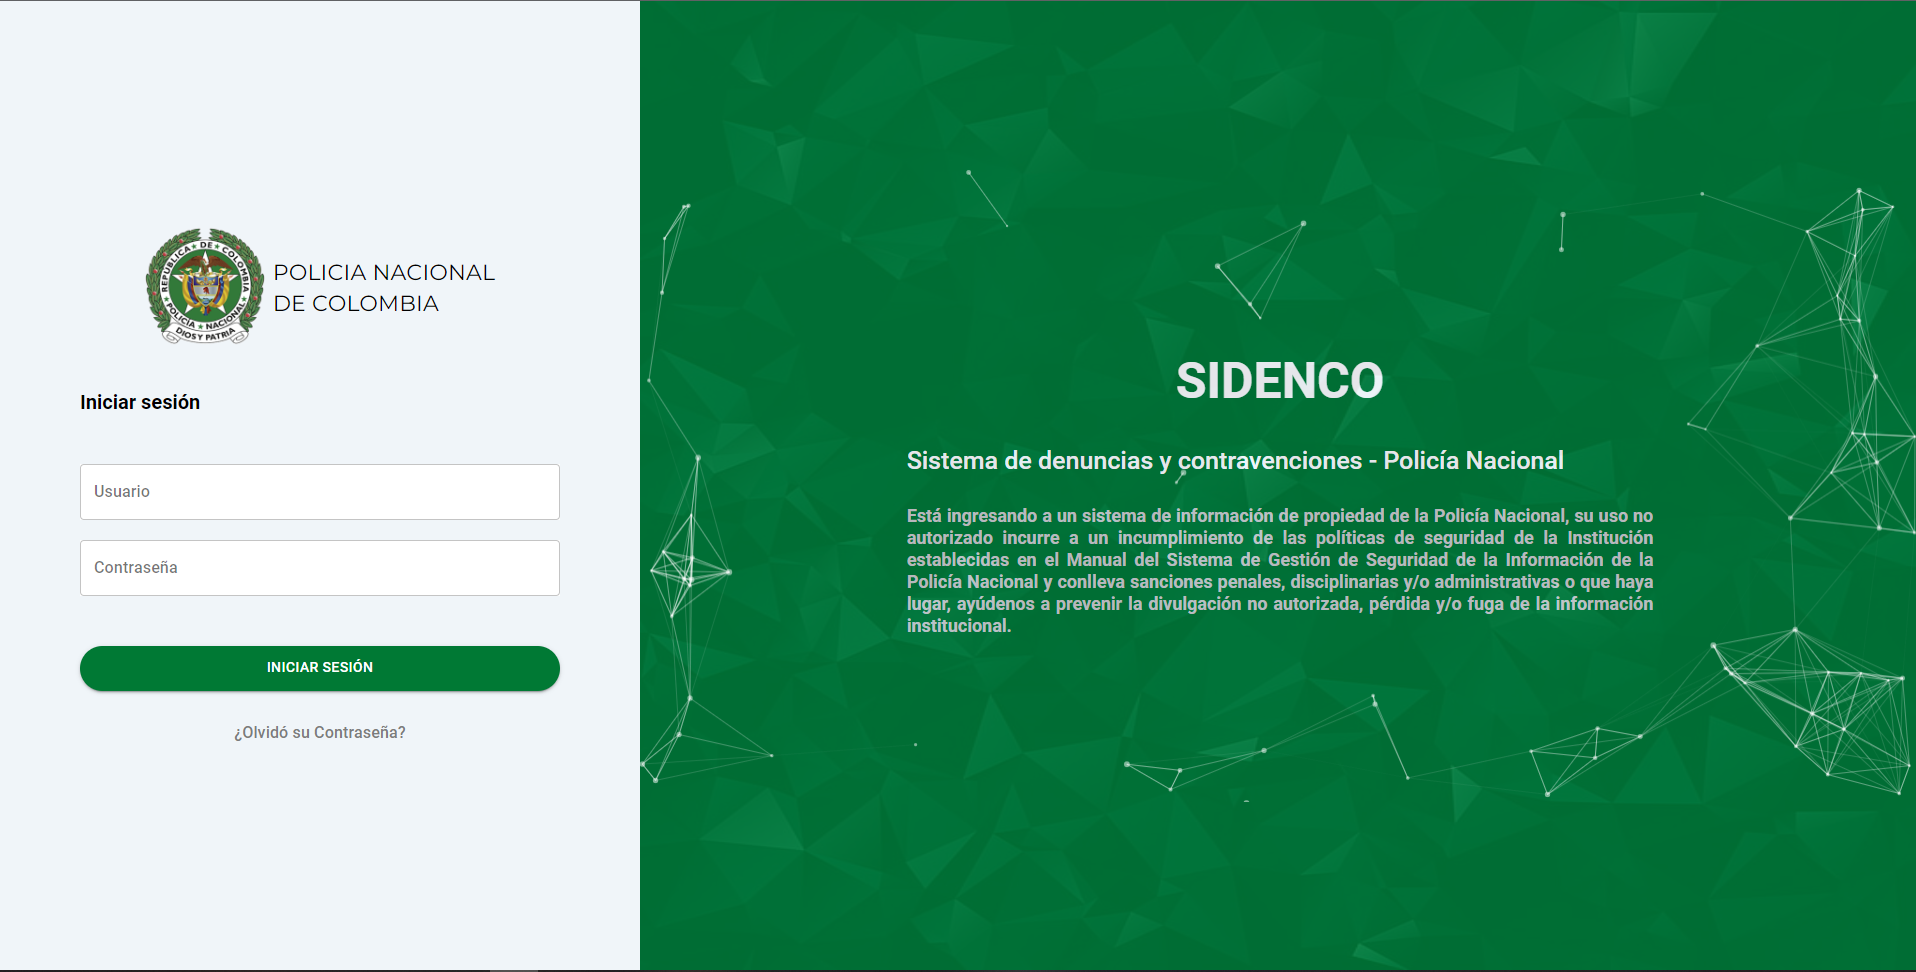 REPUBLICA DE COLOMBIA
POLICIA NACIONAL
DIOS Y PATRIA
POLICIA NACIONAL
DE COLOMBIA
Iniciar sesión
Usuario
Contraseña
INICIAR SESIÓN
¿Olvidó su Contraseña?
SIDENCO
Sistema de denuncias y contravenciones - Policía Nacional
Está ingresando a un sistema de información de propiedad de la Policía Nacional, su uso no
autorizado incurre a un incumplimiento de las políticas de seguridad de la Institución
establecidas en el Manual del Sistema de Gestión de Seguridad de la Información de la
Policía Nacional y conlleva sanciones penales, disciplinarias y/o administrativas o que haya
lugar, ayúdenos a prevenir la divulgación no autorizada, pérdida y/o fuga de la información
institucional.